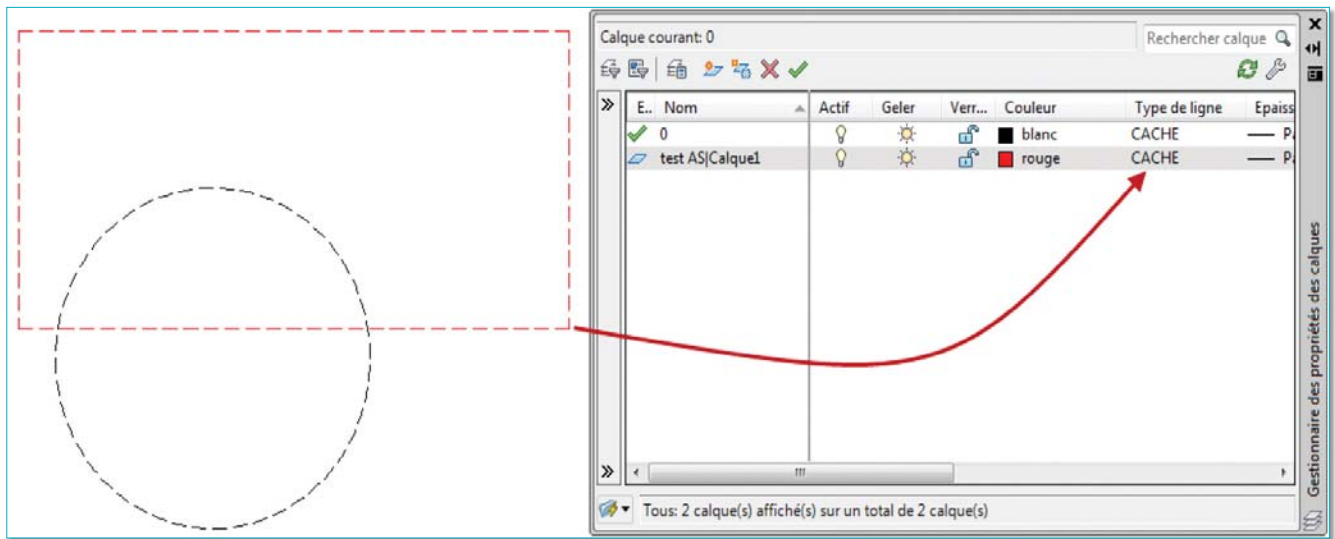 Calque courant: 0
Rechercher calque
E.. Nom Actif Geler Verr... Couleur Type de ligne Epaiss
0 blanc CACHE P
test AS|Calque1 rouge CACHE P
Tous: 2 calque(s) affiché(s) sur un total de 2 calque(s)
Gestionnaire des propriétés des calques